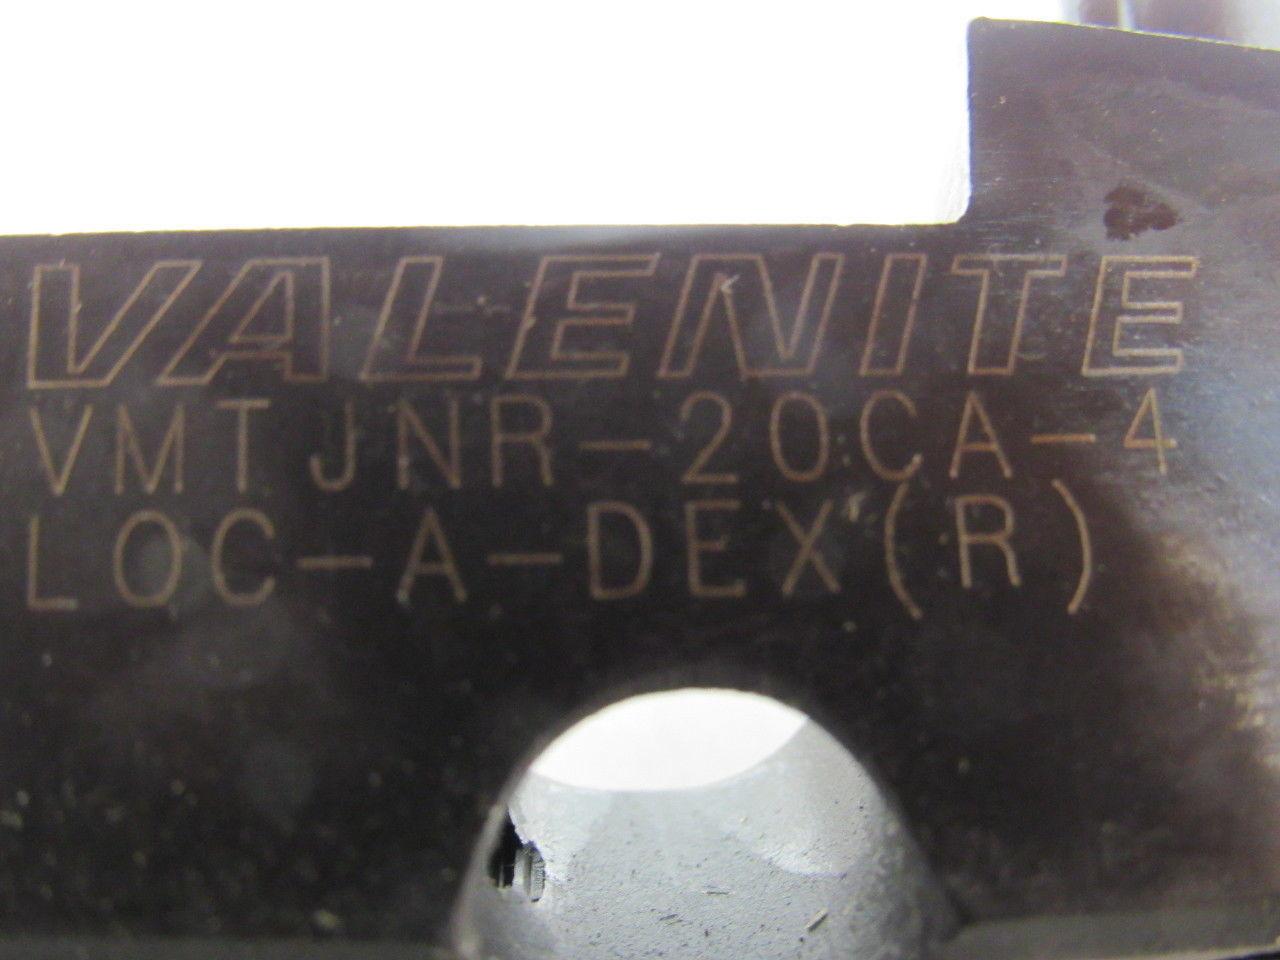 VALENITE
VMTJNR-20CA-4
LOC-A-DEX(R)